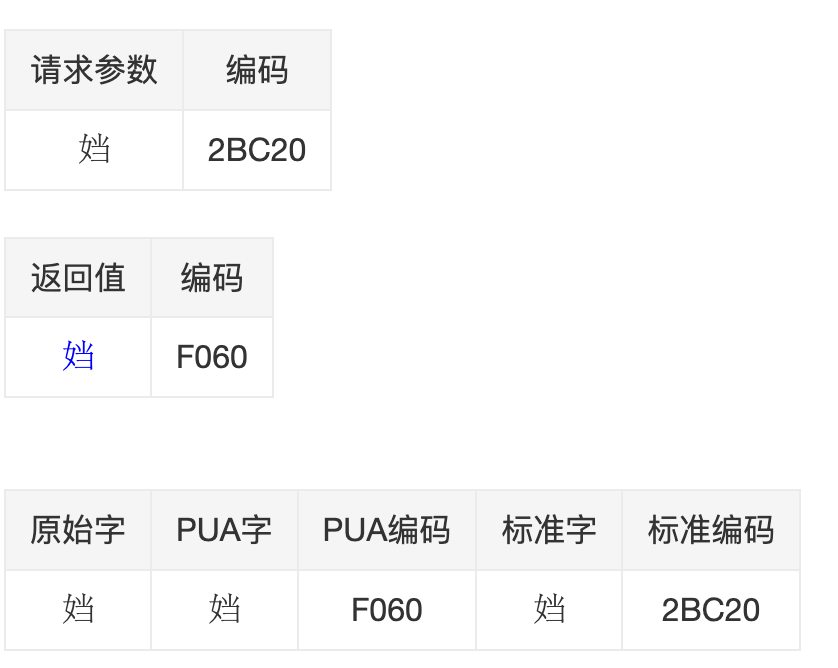 请求参数 编码
𫰠 2BC20
返回值 编码
𫰠 F060
原始字 PUA字 PUA编码 标准字 标准编码
𫰠 𫰠 F060 𫰠 2BC20